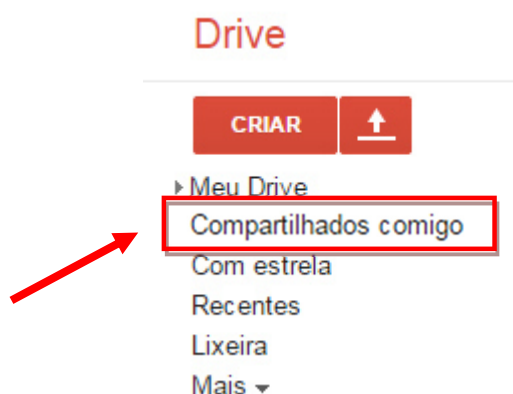 Drive
CRIAR
Meu Drive
Compartilhados comigo
Com estrela
Recentes
Lixeira
Mais